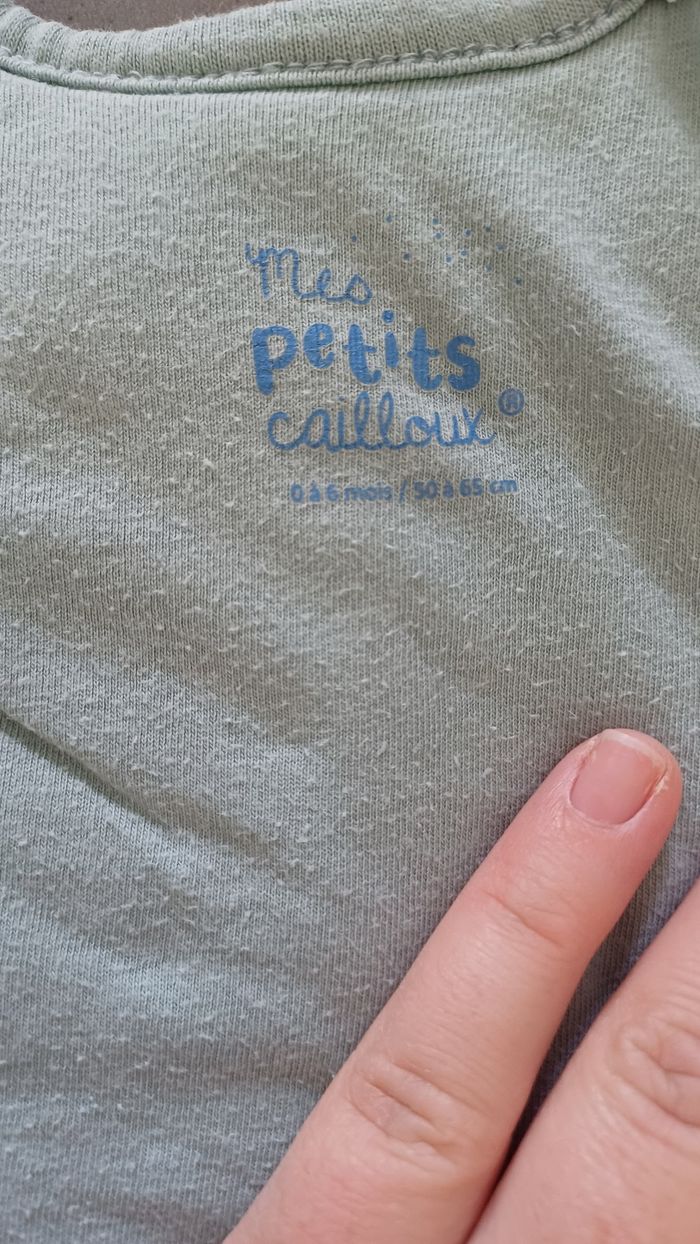 Mes
petits
cailloux®
0 à 6 mois / 50 à 65 cm